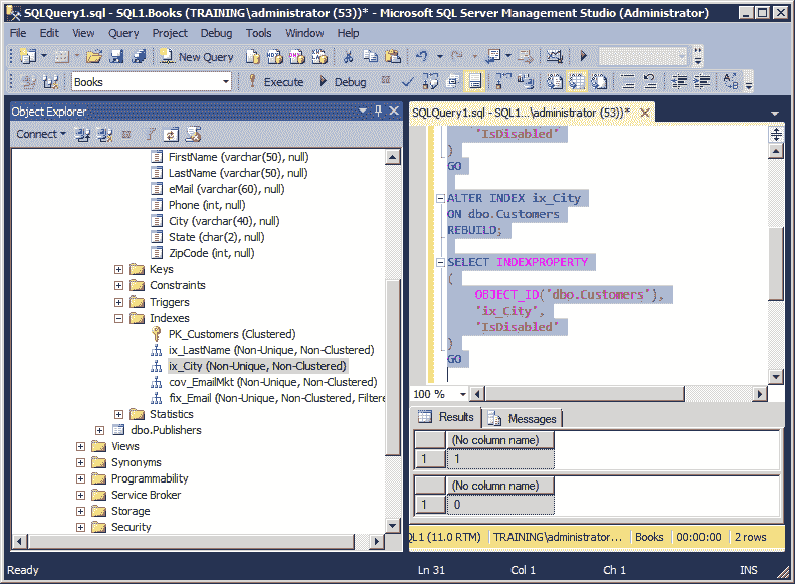 SQLQuery1.sql - SQL1.Books (TRAINING\administrator (53))* - Microsoft SQL Server Management Studio (Administrator)
File Edit View Query Project Debug Tools Window Help
New Query
Books Execute Debug
Object Explorer
Connect
FirstName (varchar(50), null)
LastName (varchar(50), null)
eMail (varchar(60), null)
Phone (int, null)
City (varchar(40), null)
State (char(2), null)
ZipCode (int, null)
Keys
Constraints
Triggers
Indexes
PK_Customers (Clustered)
ix_LastName (Non-Unique, Non-Clustered)
ix_City (Non-Unique, Non-Clustered)
cov_EmailMkt (Non-Unique, Non-Clustered)
fix_Email (Non-Unique, Non-Clustered, Filtere
Statistics
dbo.Publishers
Views
Synonyms
Programmability
Service Broker
Storage
Security
SQLQuery1.sql - SQL1...\administrator (53))*
'IsDisabled'
)
GO
ALTER INDEX ix_City
ON dbo.Customers
REBUILD;
SELECT INDEXPROPERTY
(
OBJECT_ID('dbo.Customers'),
'ix_City',
'IsDisabled'
)
GO
100 %
Results Messages
(No column name)
1 1
(No column name)
1 0
QL1 (11.0 RTM) TRAINING\administrator... Books 00:00:00 2 rows
Ready Ln 31 Col 1 Ch 1 INS